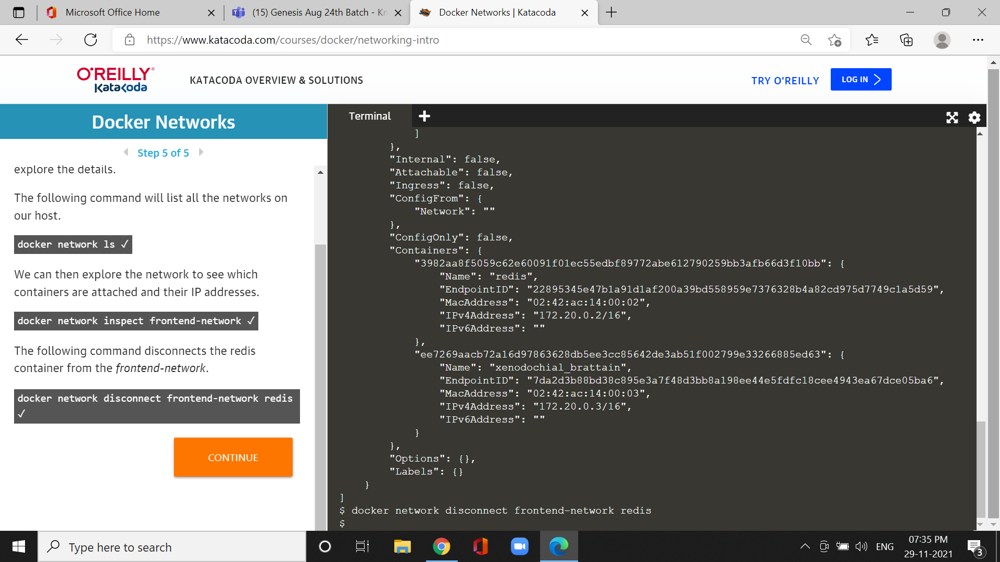 Microsoft Office Home
(15) Genesis Aug 24th Batch - Kn
Docker Networks | Katacoda
https://www.katacoda.com/courses/docker/networking-intro
O'REILLY®
Katacoda
KATACODA OVERVIEW & SOLUTIONS
TRY O'REILLY
LOG IN
Docker Networks
Step 5 of 5
explore the details.
The following command will list all the networks on
our host.
docker network ls ✓
We can then explore the network to see which
containers are attached and their IP addresses.
docker network inspect frontend-network ✓
The following command disconnects the redis
container from the frontend-network.
docker network disconnect frontend-network redis
✓
CONTINUE
Terminal
]
},
"Internal": false,
"Attachable": false,
"Ingress": false,
"ConfigFrom": {
"Network": ""
},
"ConfigOnly": false,
"Containers": {
"3982aa8f5059c62e60091f01ec55edbf89772abe612790259bb3afb66d3f10bb": {
"Name": "redis",
"EndpointID": "22895345e47b1a91d1af200a39bd558959e7376328b4a82cd975d7749c1a5d59",
"MacAddress": "02:42:ac:14:00:02",
"IPv4Address": "172.20.0.2/16",
"IPv6Address": ""
},
"ee7269aacb72a16d97863628db5ee3cc85642de3ab51f002799e33266885ed63": {
"Name": "xenodochial_brattain",
"EndpointID": "7da2d3b88bd38c895e3a7f48d3bb8a198ee44e5fdfc18cee4943ea67dce05ba6",
"MacAddress": "02:42:ac:14:00:03",
"IPv4Address": "172.20.0.3/16",
"IPv6Address": ""
}
},
"Options": {},
"Labels": {}
}
]
$ docker network disconnect frontend-network redis
$
Type here to search
ENG
07:35 PM
29-11-2021
3